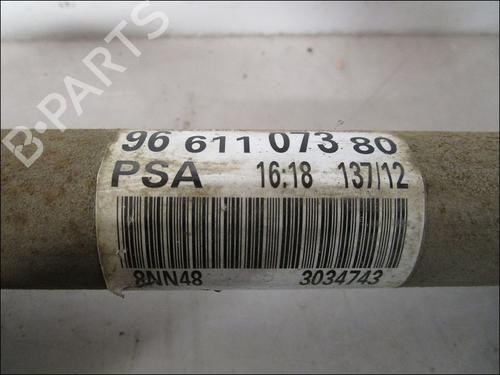 B-PARTS
96 611 073 80
PSA 16:18 137/12
8NN48 3034743